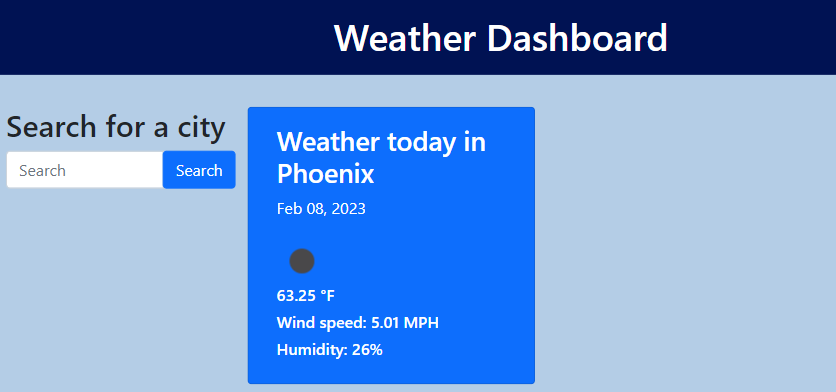 Weather Dashboard
Search for a city
Search
Search
Weather today in
Phoenix
Feb 08, 2023
63.25 °F
Wind speed: 5.01 MPH
Humidity: 26%